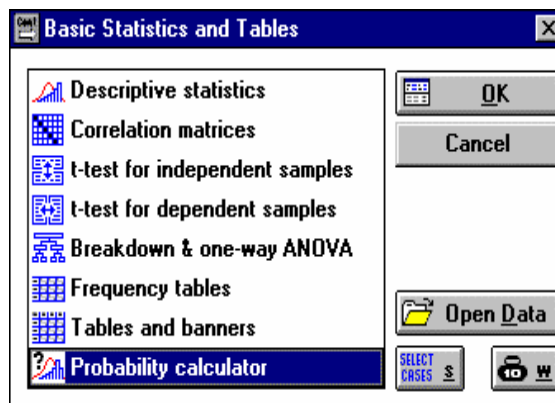 Basic Statistics and Tables
Descriptive statistics
Correlation matrices
t-test for independent samples
t-test for dependent samples
Breakdown & one-way ANOVA
Frequency tables
Tables and banners
Probability calculator
OK
Cancel
Open Data
SELECT
CASES S
10 W